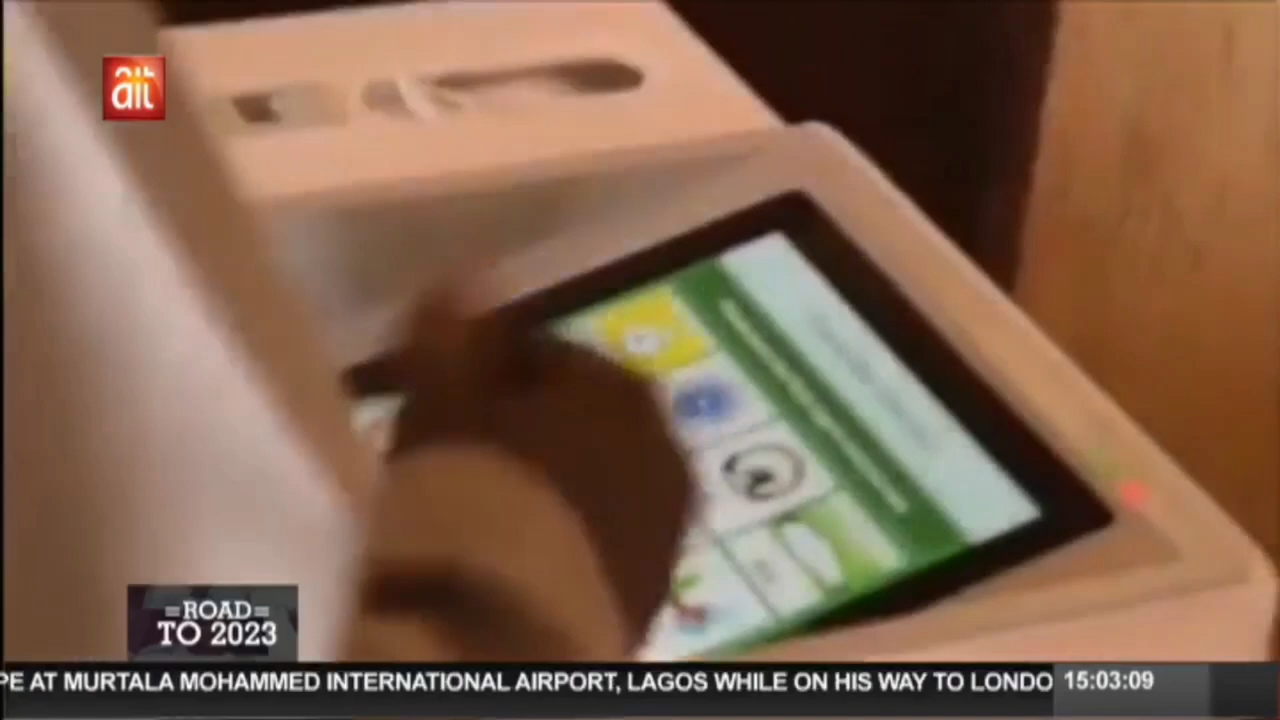 ait
=ROAD=
TO 2023
PE AT MURTALA MOHAMMED INTERNATIONAL AIRPORT, LAGOS WHILE ON HIS WAY TO LONDO
15:03:09